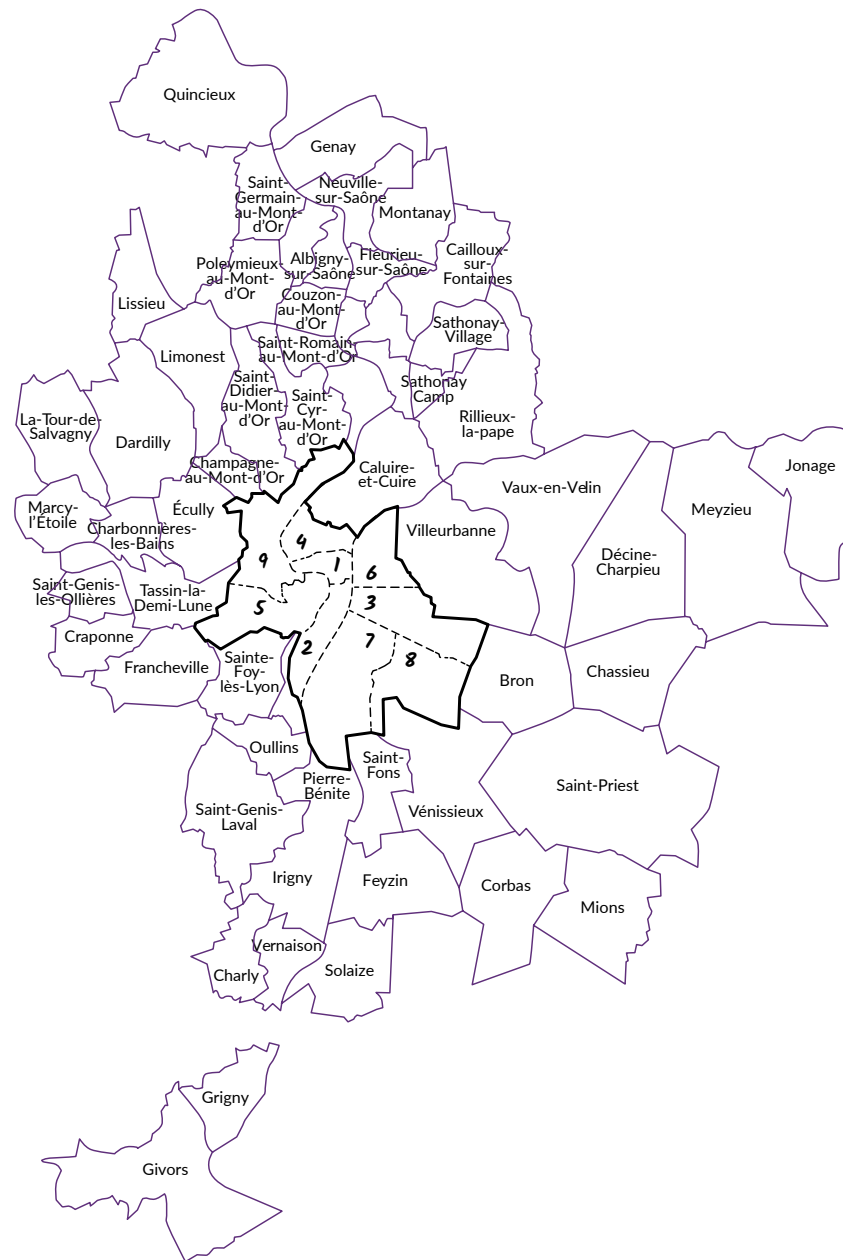 Quincieux
Genay
Saint-
Germain-
au-Mont-
d'Or
Neuville-
sur-Saône
Montanay
Poleymieux-
au-Mont-
d'Or
Albigny-
sur-Saône
Fleurieu-
sur-Saône
Cailloux-
sur-
Fontaines
Lissieu
Couzon-
au-Mont-
d'Or
Limonest
Saint-Romain-
au-Mont-d'Or
Sathonay-
Village
Saint-
Didier-
au-Mont-
d'Or
Saint-
Cyr-
au-Mont-
d'Or
Sathonay
Camp
Rillieux-
la-pape
La-Tour-de-
Salvagny
Dardilly
Champagne-
au-Mont-d'Or
Caluire-
et-Cuire
Vaux-en-Velin
Jonage
Marcy-
l'Étoile
Écully
Charbonnières-
les-Bains
Villeurbanne
Meyzieu
Décine-
Charpieu
4
9
1
6
Saint-Genis-
les-Ollières
Tassin-la-
Demi-Lune
5
3
Craponne
Francheville
Sainte-
Foy-
lès-Lyon
2
7
8
Bron
Chassieu
Oullins
Pierre-
Bénite
Saint-
Fons
Saint-Genis-
Laval
Vénissieux
Saint-Priest
Irigny
Feyzin
Corbas
Mions
Vernaison
Charly
Solaize
Grigny
Givors